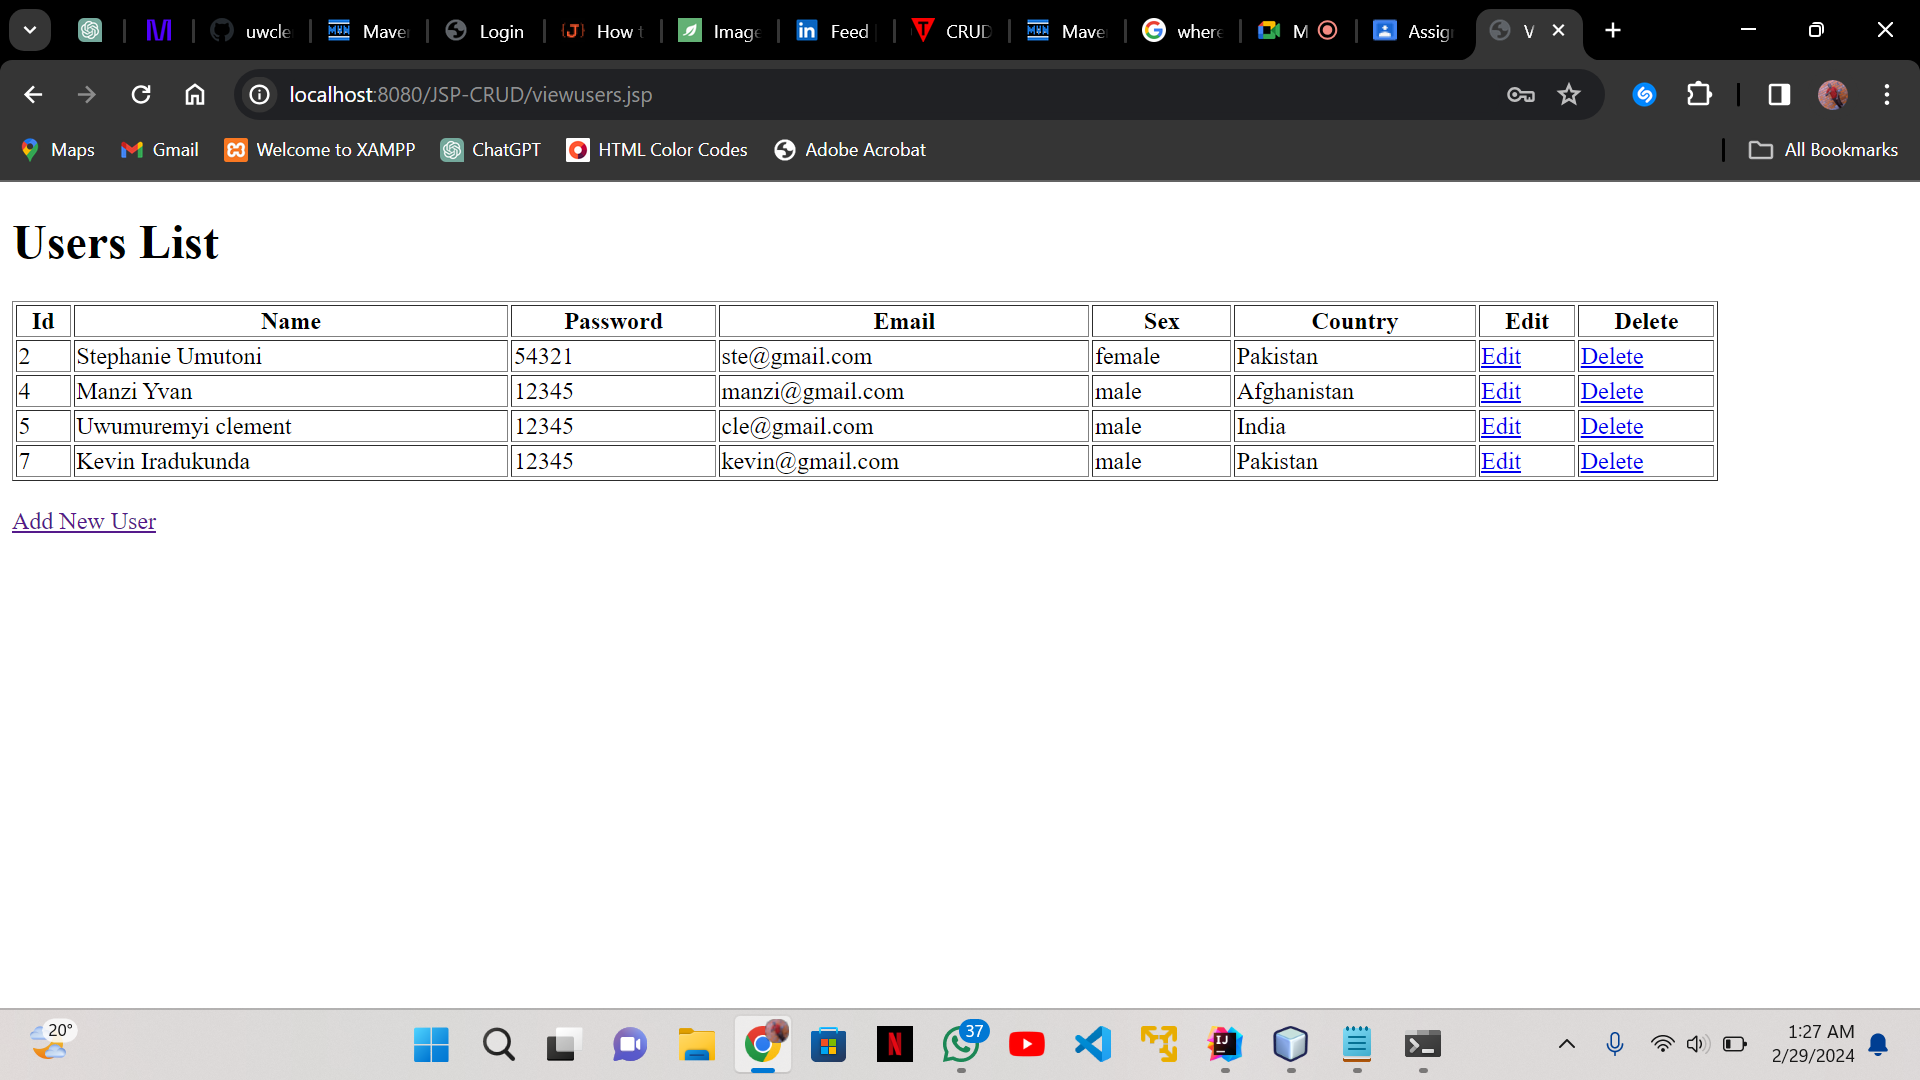 uwcle Maven Login How t Image Feed CRUD Mave where M Assig V
localhost:8080/JSP-CRUD/viewusers.jsp
Maps Gmail Welcome to XAMPP ChatGPT HTML Color Codes Adobe Acrobat All Bookmarks
Users List
Id Name Password Email Sex Country Edit Delete
2 Stephanie Umutoni 54321 ste@gmail.com female Pakistan Edit Delete
4 Manzi Yvan 12345 manzi@gmail.com male Afghanistan Edit Delete
5 Uwumuremyi clement 12345 cle@gmail.com male India Edit Delete
7 Kevin Iradukunda 12345 kevin@gmail.com male Pakistan Edit Delete
Add New User
20° 37 1:27 AM
2/29/2024